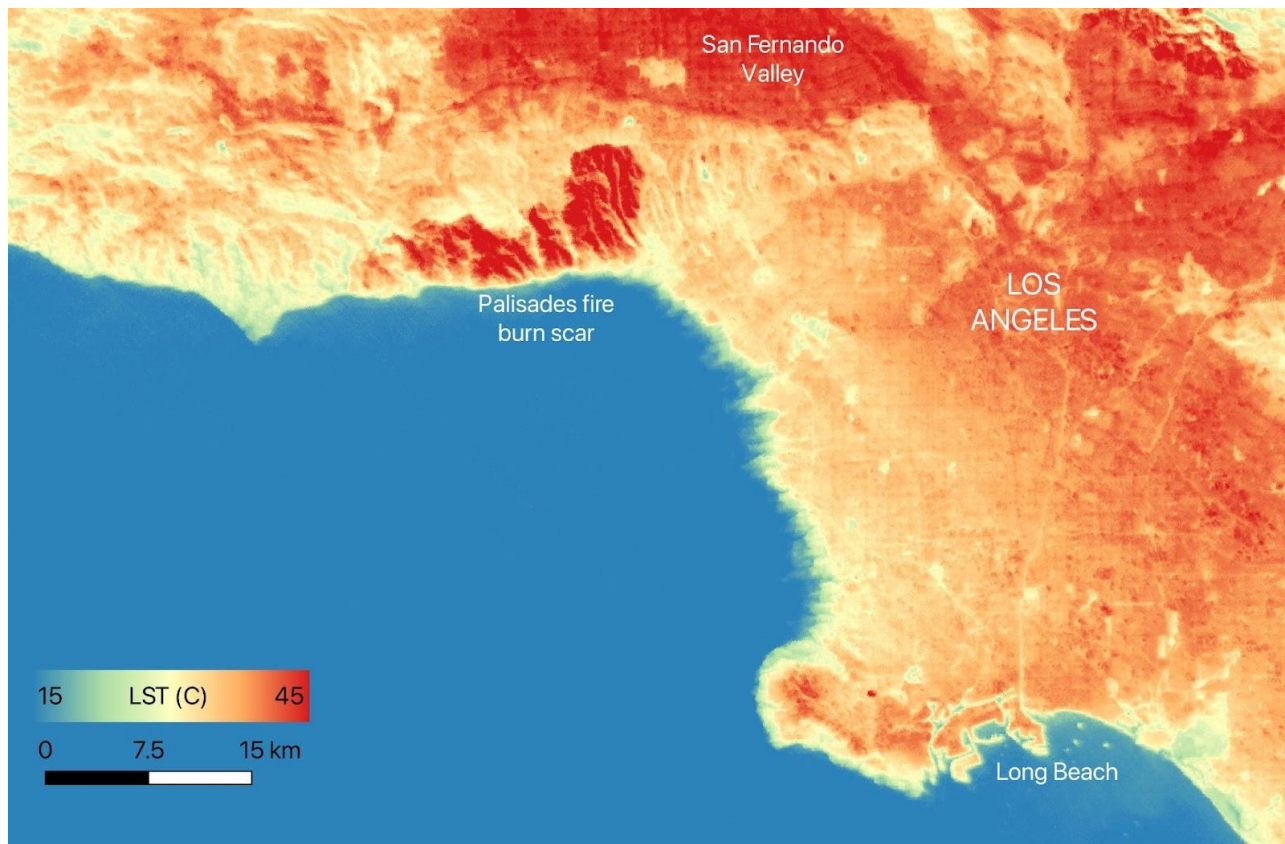 San Fernando
Valley
LOS
ANGELES
Palisades fire
burn scar
15 LST (C) 45
0 7.5 15 km
Long Beach